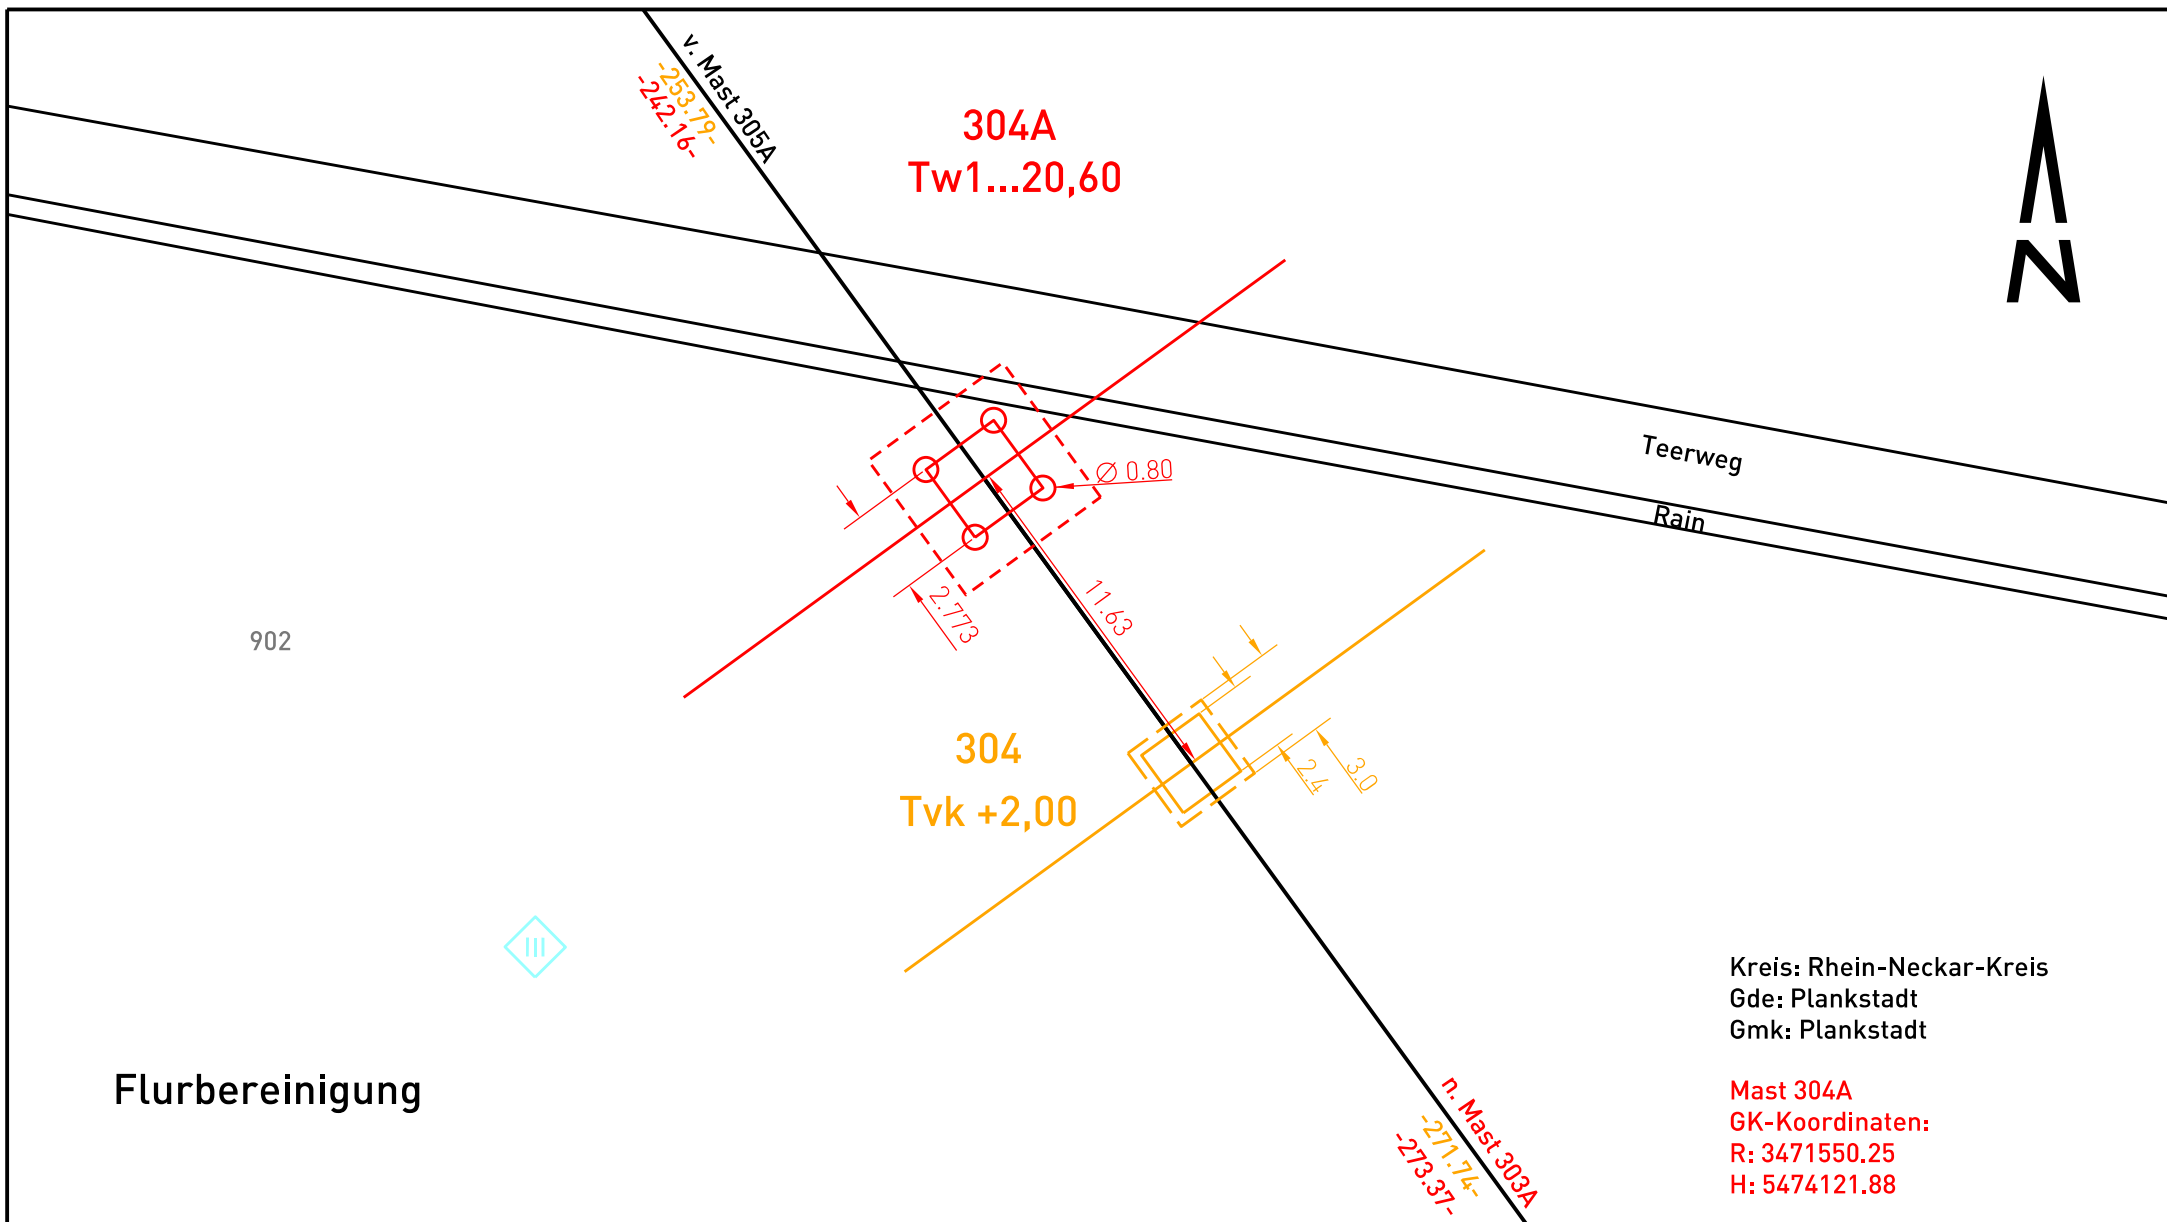 v. Mast 305A
-253.79-
-242.16-
304A
Tw1...20,60
N
Teerweg
Rain
Ø 0.80
2.773
11.63
902
304
Tvk +2,00
2.4
3.0
III
Flurbereinigung
Kreis: Rhein-Neckar-Kreis
Gde: Plankstadt
Gmk: Plankstadt
Mast 304A
GK-Koordinaten:
R: 3471550.25
H: 5474121.88
n. Mast 303A
-271.74-
-273.37-